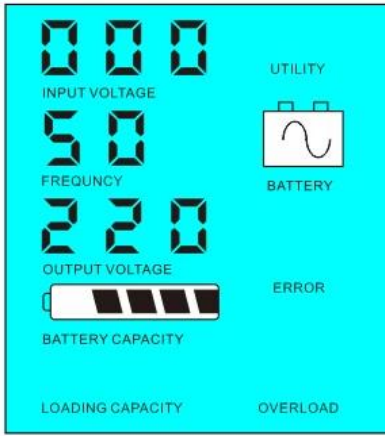 000
UTILITY
INPUT VOLTAGE
50
FREQUNCY
BATTERY
220
OUTPUT VOLTAGE
ERROR
BATTERY CAPACITY
LOADING CAPACITY
OVERLOAD